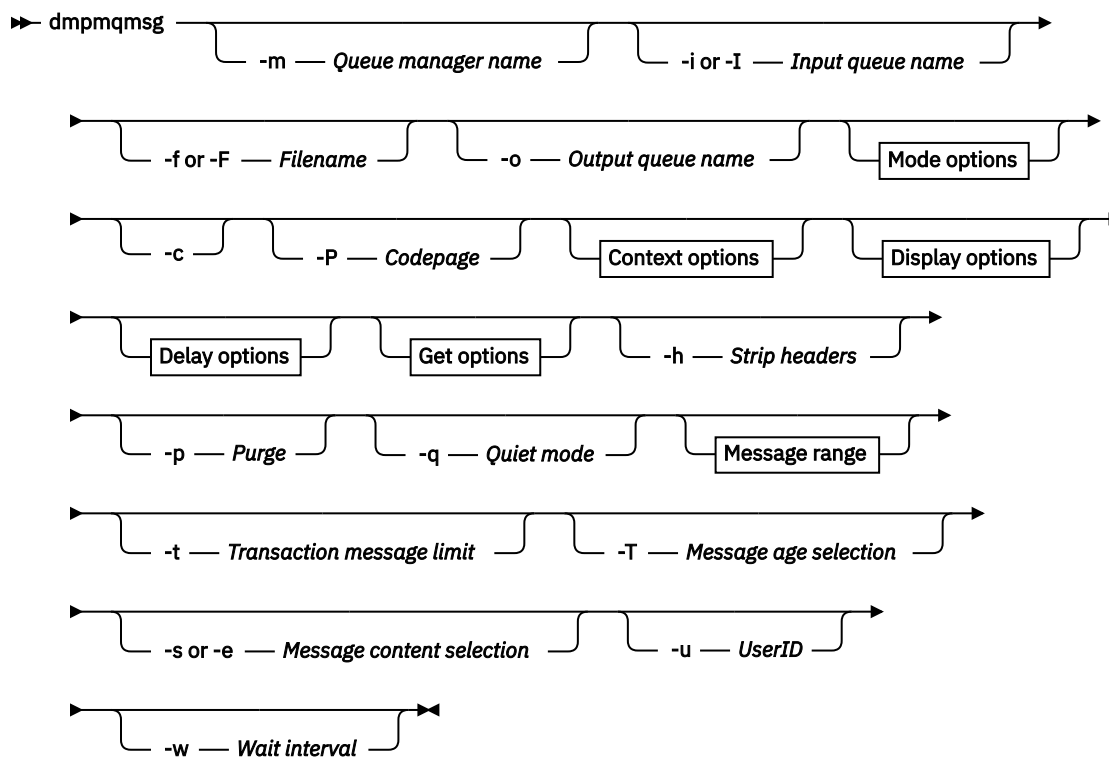 dmpmqmsg
-m Queue manager name -i or -I Input queue name
-f or -F Filename -o Output queue name Mode options
-c -P Codepage Context options Display options
Delay options Get options -h Strip headers
-p Purge -q Quiet mode Message range
-t Transaction message limit -T Message age selection
-s or -e Message content selection -u UserID
-w Wait interval